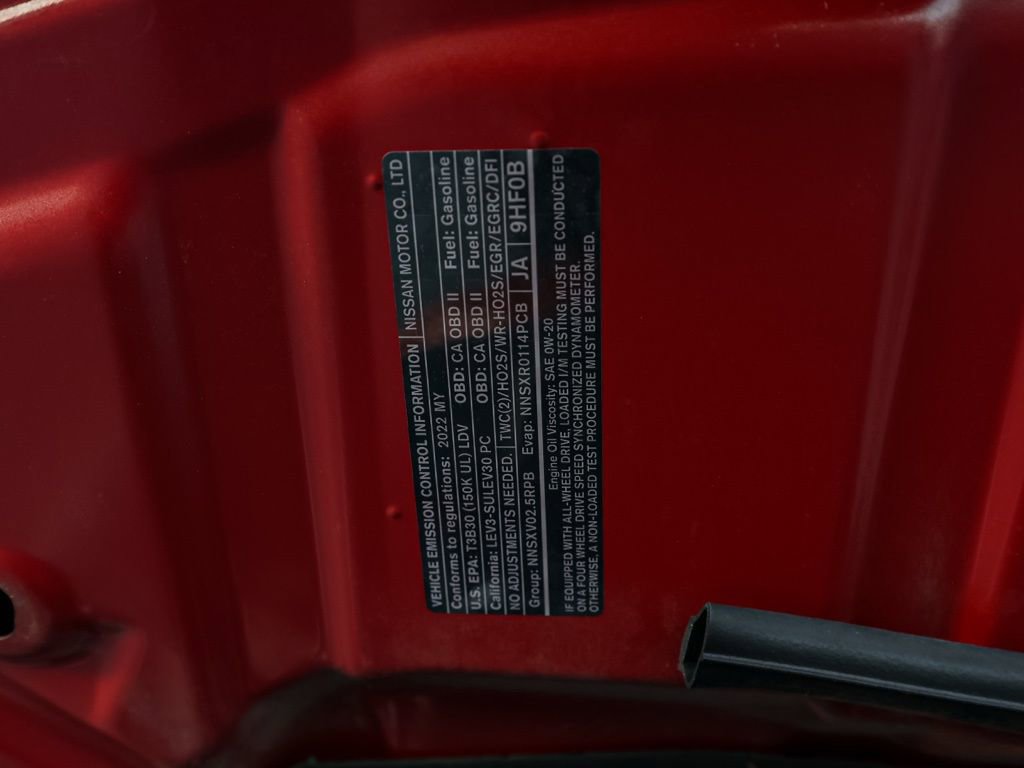 VEHICLE EMISSION CONTROL INFORMATION NISSAN MOTOR CO., LTD
Conforms to regulations: 2022 MY Fuel: Gasoline
U.S. EPA: T3B30 (150K UL) LDV OBD: CA OBD II Fuel: Gasoline
California: LEV3-SULEV30 PC OBD: CA OBD II
NO ADJUSTMENTS NEEDED. TWC(2)/HO2S/WR-HO2S/EGR/EGRC/DFI
Group: NNSXV02.5RPB Evap: NNSXR0114PCB JA 9HF0B
Engine Oil Viscosity: SAE 0W-20
IF EQUIPPED WITH ALL-WHEEL DRIVE, LOADED I/M TESTING MUST BE CONDUCTED
ON A FOUR WHEEL DRIVE SPEED SYNCHRONIZED DYNAMOMETER.
OTHERWISE, A NON-LOADED TEST PROCEDURE MUST BE PERFORMED.